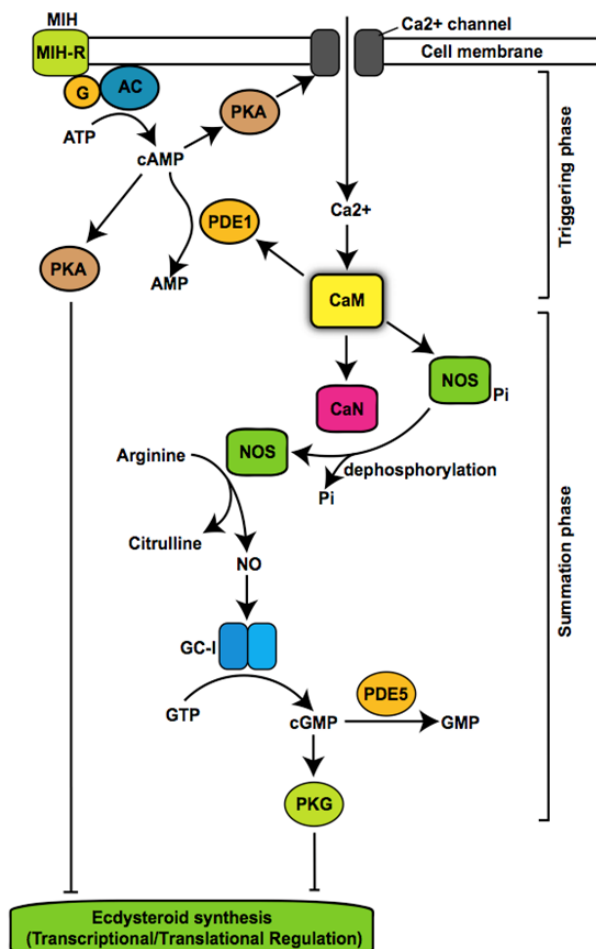 MIH
Ca2+ channel
MIH-R
Cell membrane
G
AC
PKA
ATP
cAMP
Triggering phase
Ca2+
PDE1
PKA
AMP
CaM
NOS
Pi
CaN
NOS
Arginine
dephosphorylation
Pi
Citrulline
NO
Summation phase
GC-I
PDE5
GTP
cGMP
GMP
PKG
Ecdysteroid synthesis
(Transcriptional/Translational Regulation)